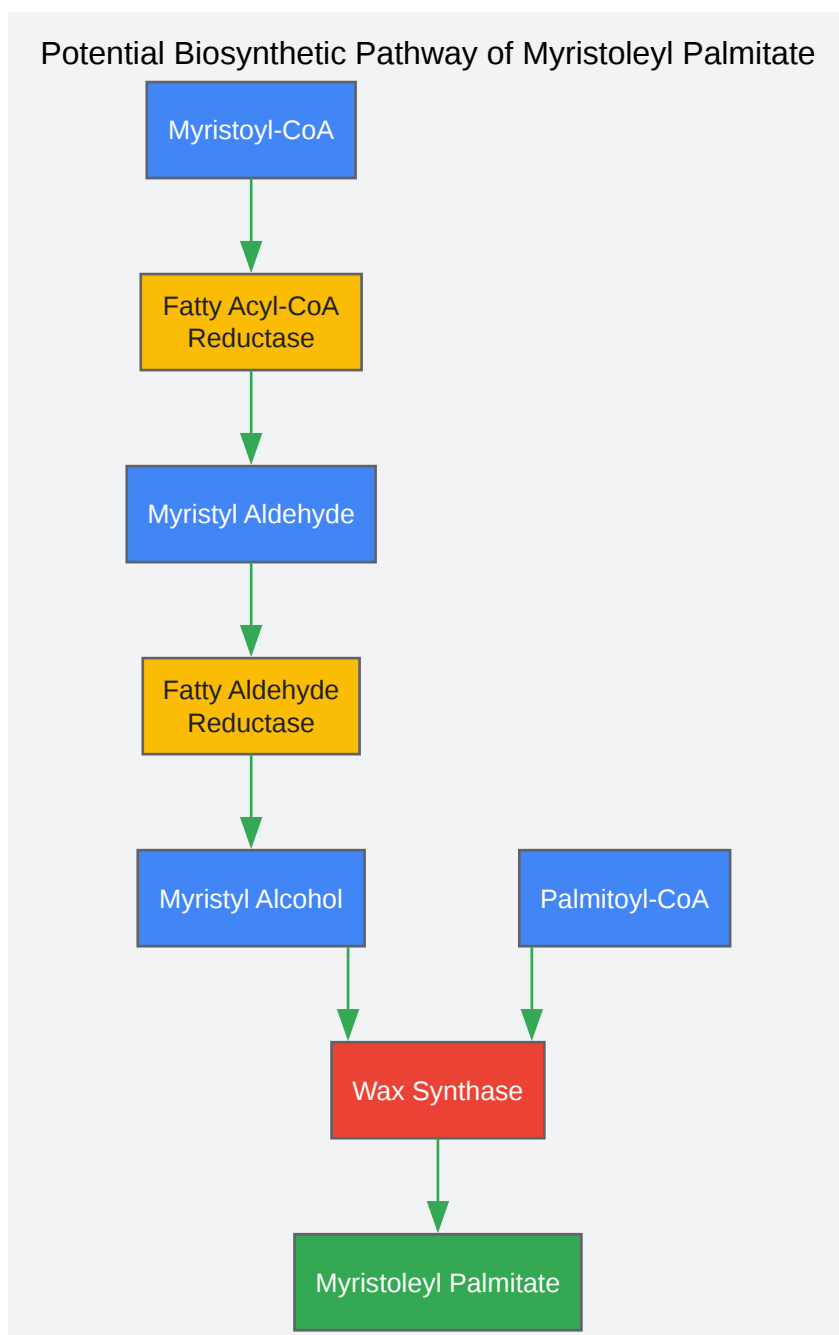 Potential Biosynthetic Pathway of Myristoleyl Palmitate
Myristoyl-CoA
Fatty Acyl-CoA
Reductase
Myristyl Aldehyde
Fatty Aldehyde
Reductase
Myristyl Alcohol
Palmitoyl-CoA
Wax Synthase
Myristoleyl Palmitate